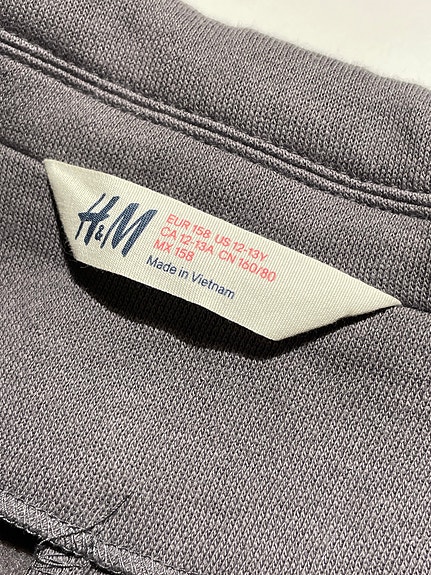 H&M
EUR 158 US 12-13Y
CA 12-13A CN 160/80
MX 158
Made in Vietnam